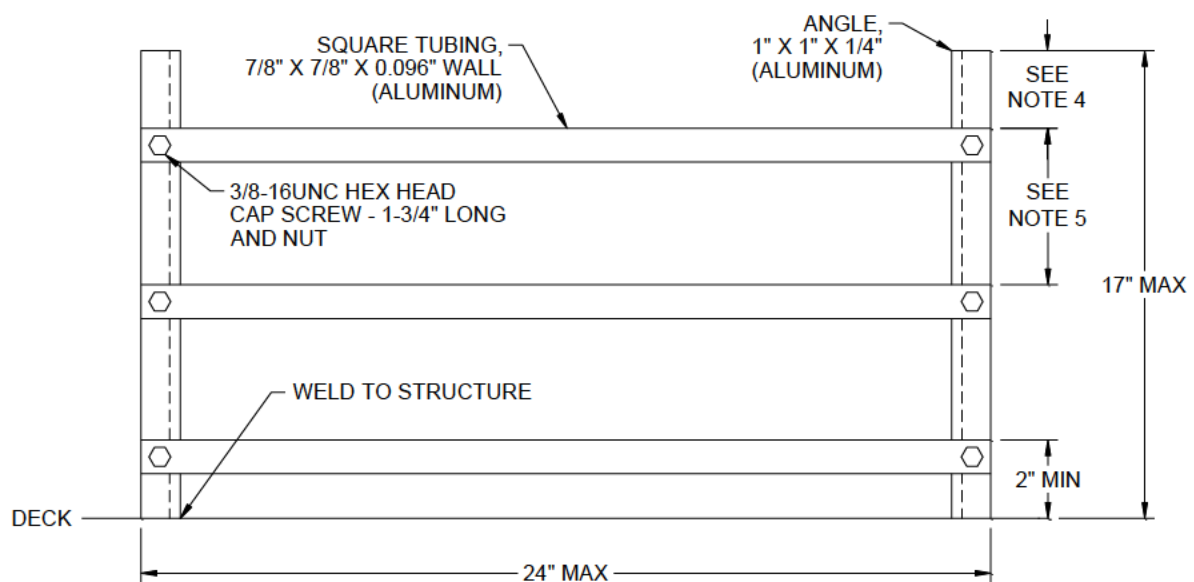 SQUARE TUBING,
7/8" X 7/8" X 0.096" WALL
(ALUMINUM)
ANGLE,
1" X 1" X 1/4"
(ALUMINUM)
SEE
NOTE 4
3/8-16UNC HEX HEAD
CAP SCREW - 1-3/4" LONG
AND NUT
SEE
NOTE 5
17" MAX
WELD TO STRUCTURE
2" MIN
DECK
24" MAX